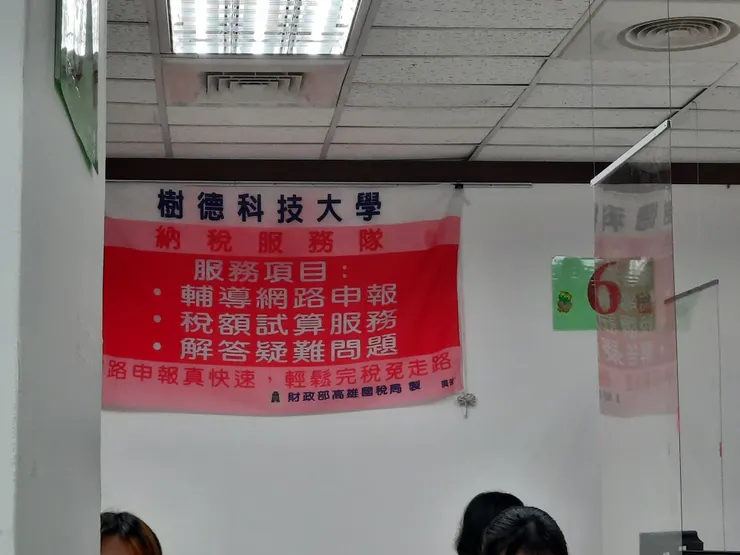 樹德科技大學
納稅服務隊
服務項目：
・輔導網路申報
・稅額試算服務
・解答疑難問題
路申報真快速，輕鬆完稅免走路
財政部高雄國稅局 製
6